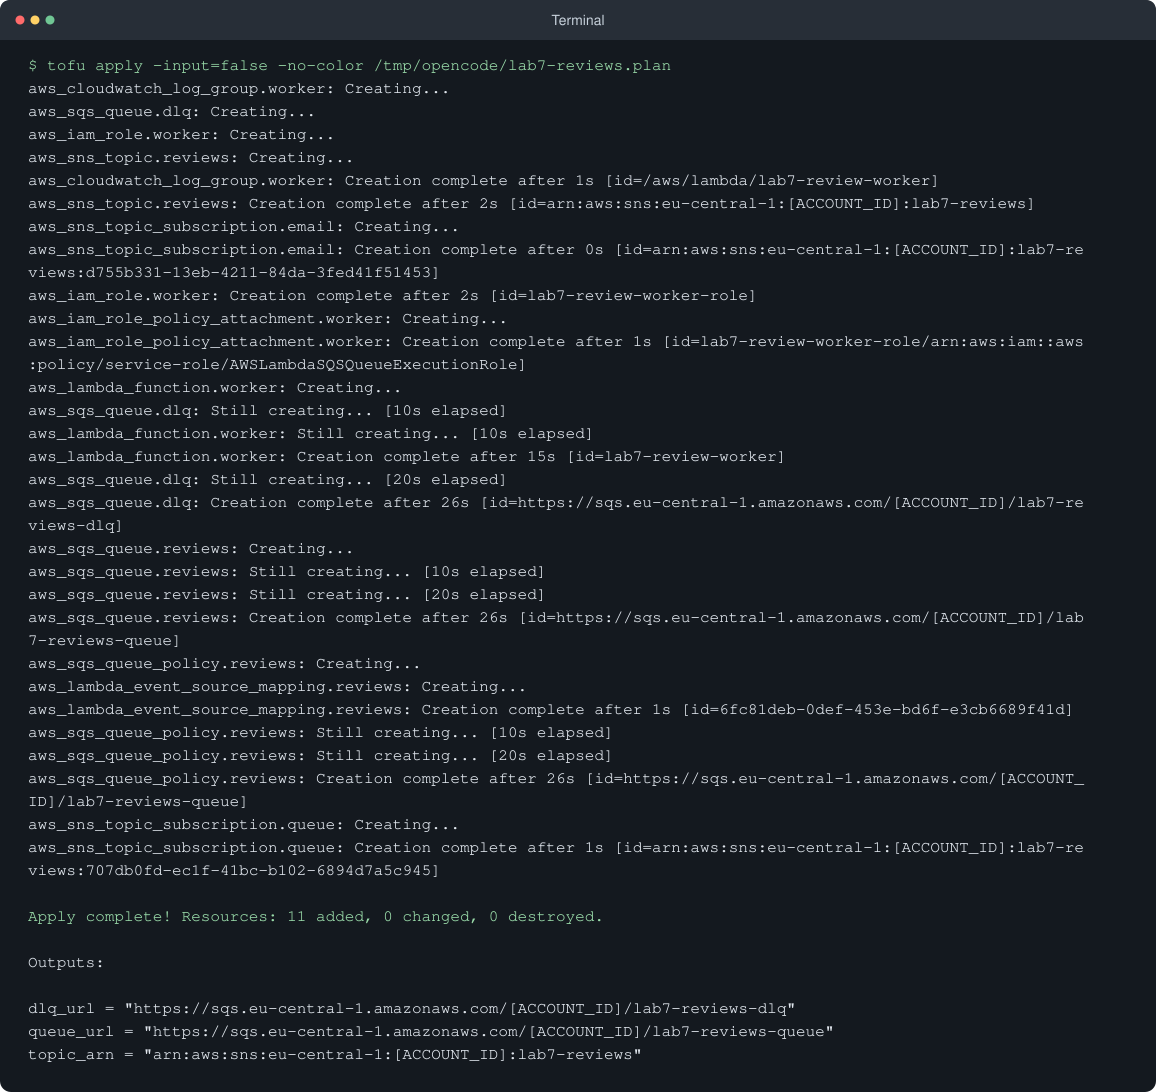 Terminal
$ tofu apply -input=false -no-color /tmp/opencode/lab7-reviews.plan
aws_cloudwatch_log_group.worker: Creating...
aws_sqs_queue.dlq: Creating...
aws_iam_role.worker: Creating...
aws_sns_topic.reviews: Creating...
aws_cloudwatch_log_group.worker: Creation complete after 1s [id=/aws/lambda/lab7-review-worker]
aws_sns_topic.reviews: Creation complete after 2s [id=arn:aws:sns:eu-central-1:[ACCOUNT_ID]:lab7-reviews]
aws_sns_topic_subscription.email: Creating...
aws_sns_topic_subscription.email: Creation complete after 0s [id=arn:aws:sns:eu-central-1:[ACCOUNT_ID]:lab7-re
views:d755b331-13eb-4211-84da-3fed41f51453]
aws_iam_role.worker: Creation complete after 2s [id=lab7-review-worker-role]
aws_iam_role_policy_attachment.worker: Creating...
aws_iam_role_policy_attachment.worker: Creation complete after 1s [id=lab7-review-worker-role/arn:aws:iam::aws
:policy/service-role/AWSLambdaSQSQueueExecutionRole]
aws_lambda_function.worker: Creating...
aws_sqs_queue.dlq: Still creating... [10s elapsed]
aws_lambda_function.worker: Still creating... [10s elapsed]
aws_lambda_function.worker: Creation complete after 15s [id=lab7-review-worker]
aws_sqs_queue.dlq: Still creating... [20s elapsed]
aws_sqs_queue.dlq: Creation complete after 26s [id=https://sqs.eu-central-1.amazonaws.com/[ACCOUNT_ID]/lab7-re
views-dlq]
aws_sqs_queue.reviews: Creating...
aws_sqs_queue.reviews: Still creating... [10s elapsed]
aws_sqs_queue.reviews: Still creating... [20s elapsed]
aws_sqs_queue.reviews: Creation complete after 26s [id=https://sqs.eu-central-1.amazonaws.com/[ACCOUNT_ID]/lab
7-reviews-queue]
aws_sqs_queue_policy.reviews: Creating...
aws_lambda_event_source_mapping.reviews: Creating...
aws_lambda_event_source_mapping.reviews: Creation complete after 1s [id=6fc81deb-0def-453e-bd6f-e3cb6689f41d]
aws_sqs_queue_policy.reviews: Still creating... [10s elapsed]
aws_sqs_queue_policy.reviews: Still creating... [20s elapsed]
aws_sqs_queue_policy.reviews: Creation complete after 26s [id=https://sqs.eu-central-1.amazonaws.com/[ACCOUNT_
ID]/lab7-reviews-queue]
aws_sns_topic_subscription.queue: Creating...
aws_sns_topic_subscription.queue: Creation complete after 1s [id=arn:aws:sns:eu-central-1:[ACCOUNT_ID]:lab7-re
views:707db0fd-ec1f-41bc-b102-6894d7a5c945]
Apply complete! Resources: 11 added, 0 changed, 0 destroyed.
Outputs:
dlq_url = "https://sqs.eu-central-1.amazonaws.com/[ACCOUNT_ID]/lab7-reviews-dlq"
queue_url = "https://sqs.eu-central-1.amazonaws.com/[ACCOUNT_ID]/lab7-reviews-queue"
topic_arn = "arn:aws:sns:eu-central-1:[ACCOUNT_ID]:lab7-reviews"